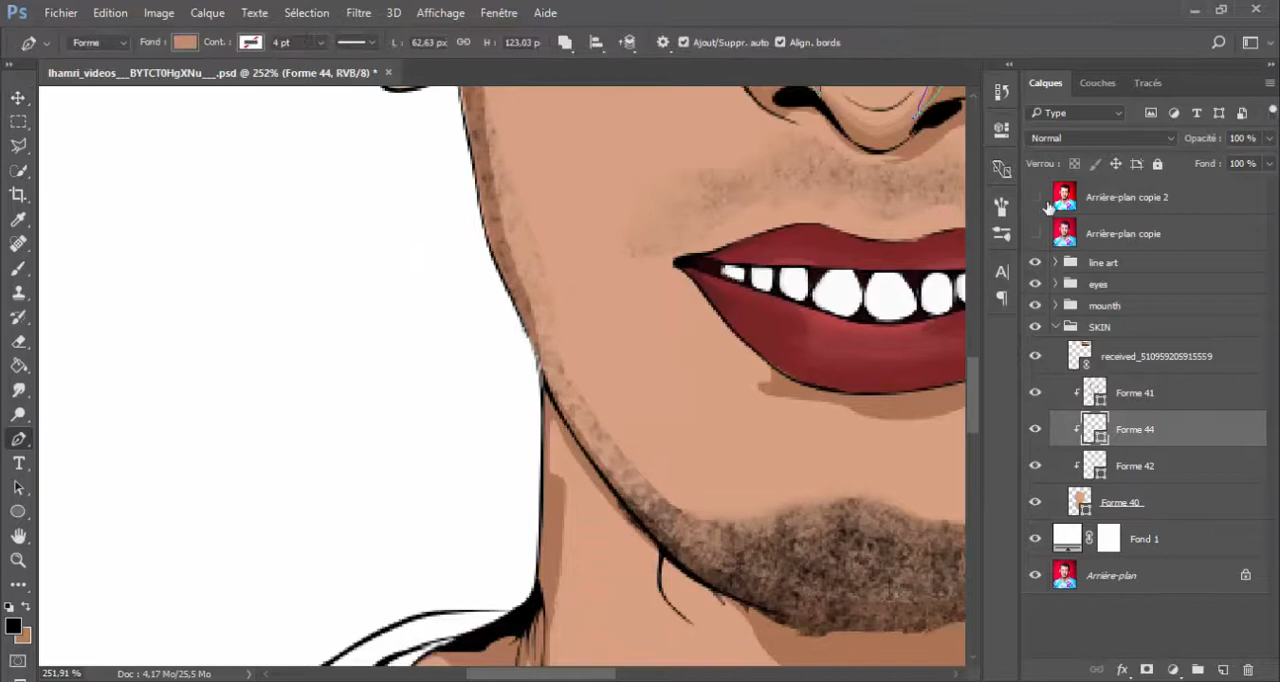 Ps Fichier Edition Image Calque Texte Sélection Filtre 3D Affichage Fenêtre Aide
Forme Fond : Cont. : 4 pt L : 62,63 px H : 123,03 p Ajout/Suppr. auto Align. bords
lhamri_videos___BYTCT0HgXNu___.psd @ 252% (Forme 44, RVB/8) *
Calques Couches Tracés
Type
Normal Opacité : 100 %
Verrou : Fond : 100 %
Arrière-plan copie 2
Arrière-plan copie
line art
eyes
mounth
SKIN
received_510959205915559
Forme 41
Forme 44
Forme 42
Forme 40
Fond 1
Arrière-plan
251,91 % Doc : 4,17 Mo/25,5 Mo